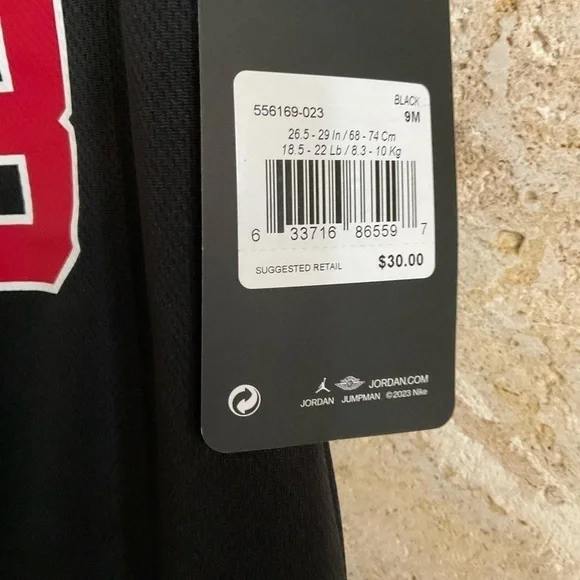 BLACK
556169-023 9M
26.5 - 29 In / 68 - 74 Cm
18.5 - 22 Lb / 8.3 - 10 Kg
6 33716 86559 7
SUGGESTED RETAIL $30.00
JORDAN.COM
JORDAN JUMPMAN ©2023 Nike